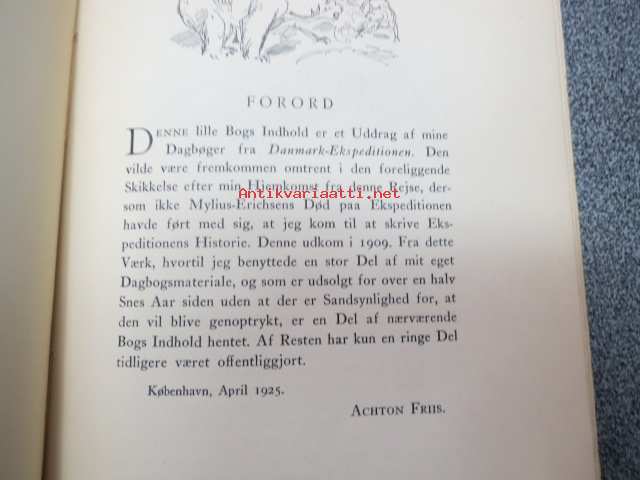 FORORD
DENNE lille Bogs Indhold er et Uddrag af mine
Dagbøger fra Danmark-Ekspeditionen. Den
vilde være fremkommen omtrent i den foreliggende
Skikkelse efter min Hjemkomst fra denne Rejse, der-
som ikke Mylius-Erichsens Død paa Ekspeditionen
havde ført med sig, at jeg kom til at skrive Eks-
peditionens Historie. Denne udkom i 1909. Fra dette
Værk, hvortil jeg benyttede en stor Del af mit eget
Dagbogsmateriale, og som er udsolgt for over en halv
Snes Aar siden uden at der er Sandsynlighed for, at
den vil blive genoptrykt, er en Del af nærværende
Bogs Indhold hentet. Af Resten har kun en ringe Del
tidligere været offentliggjort.
København, April 1925.
ACHTON FRIIS.
Antikvariaatti.net